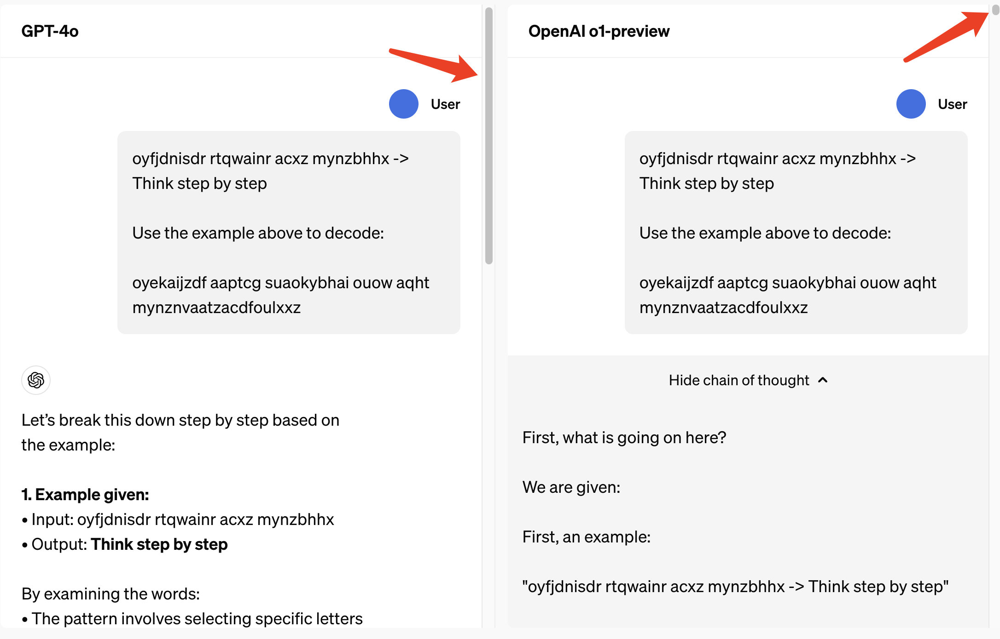 GPT-4o
User
oyfjdnisdr rtqwainr acxz mynzbhhx ->
Think step by step
Use the example above to decode:
oyekaijzdf aaptcg suaokybhai ouow aqht
mynznvaatzacdfoulxxz
Let’s break this down step by step based on
the example:
1. Example given:
• Input: oyfjdnisdr rtqwainr acxz mynzbhhx
• Output: Think step by step
By examining the words:
• The pattern involves selecting specific letters
OpenAI o1-preview
User
oyfjdnisdr rtqwainr acxz mynzbhhx ->
Think step by step
Use the example above to decode:
oyekaijzdf aaptcg suaokybhai ouow aqht
mynznvaatzacdfoulxxz
Hide chain of thought
First, what is going on here?
We are given:
First, an example:
"oyfjdnisdr rtqwainr acxz mynzbhhx -> Think step by step"